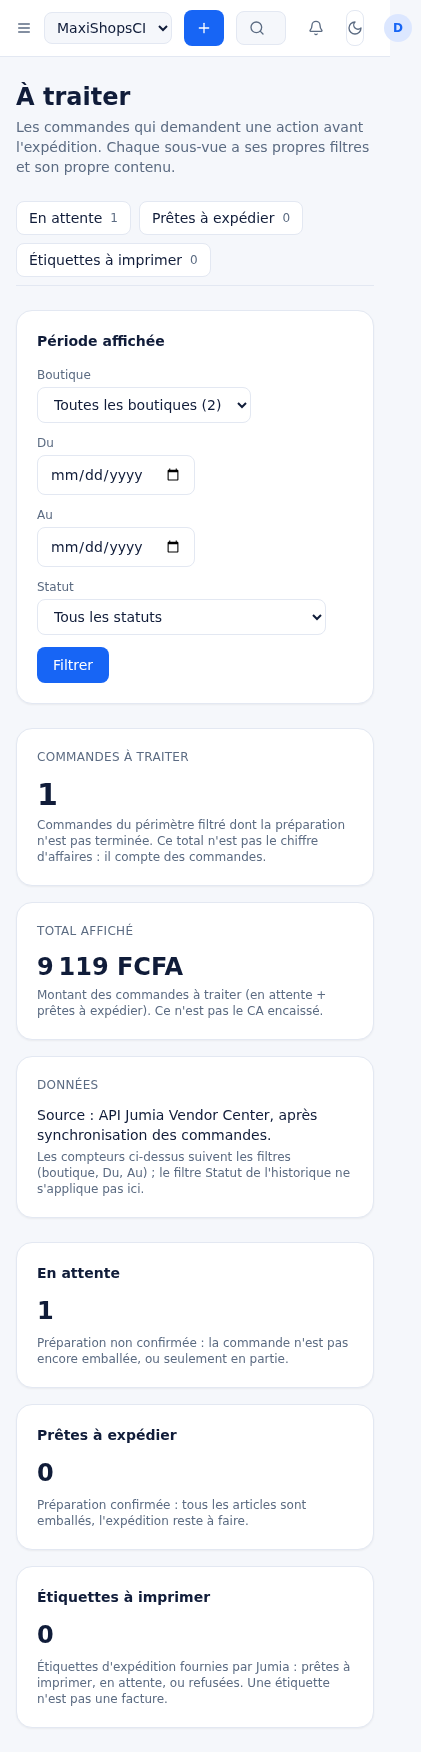 MaxiShopsCI
D
À traiter
Les commandes qui demandent une action avant
l'expédition. Chaque sous-vue a ses propres filtres
et son propre contenu.
En attente 1
Prêtes à expédier 0
Étiquettes à imprimer 0
Période affichée
Boutique
Toutes les boutiques (2)
Du
mm/dd/yyyy
Au
mm/dd/yyyy
Statut
Tous les statuts
Filtrer
COMMANDES À TRAITER
1
Commandes du périmètre filtré dont la préparation
n'est pas terminée. Ce total n'est pas le chiffre
d'affaires : il compte des commandes.
TOTAL AFFICHÉ
9 119 FCFA
Montant des commandes à traiter (en attente +
prêtes à expédier). Ce n'est pas le CA encaissé.
DONNÉES
Source : API Jumia Vendor Center, après
synchronisation des commandes.
Les compteurs ci-dessus suivent les filtres
(boutique, Du, Au) ; le filtre Statut de l'historique ne
s'applique pas ici.
En attente
1
Préparation non confirmée : la commande n'est pas
encore emballée, ou seulement en partie.
Prêtes à expédier
0
Préparation confirmée : tous les articles sont
emballés, l'expédition reste à faire.
Étiquettes à imprimer
0
Étiquettes d'expédition fournies par Jumia : prêtes à
imprimer, en attente, ou refusées. Une étiquette
n'est pas une facture.